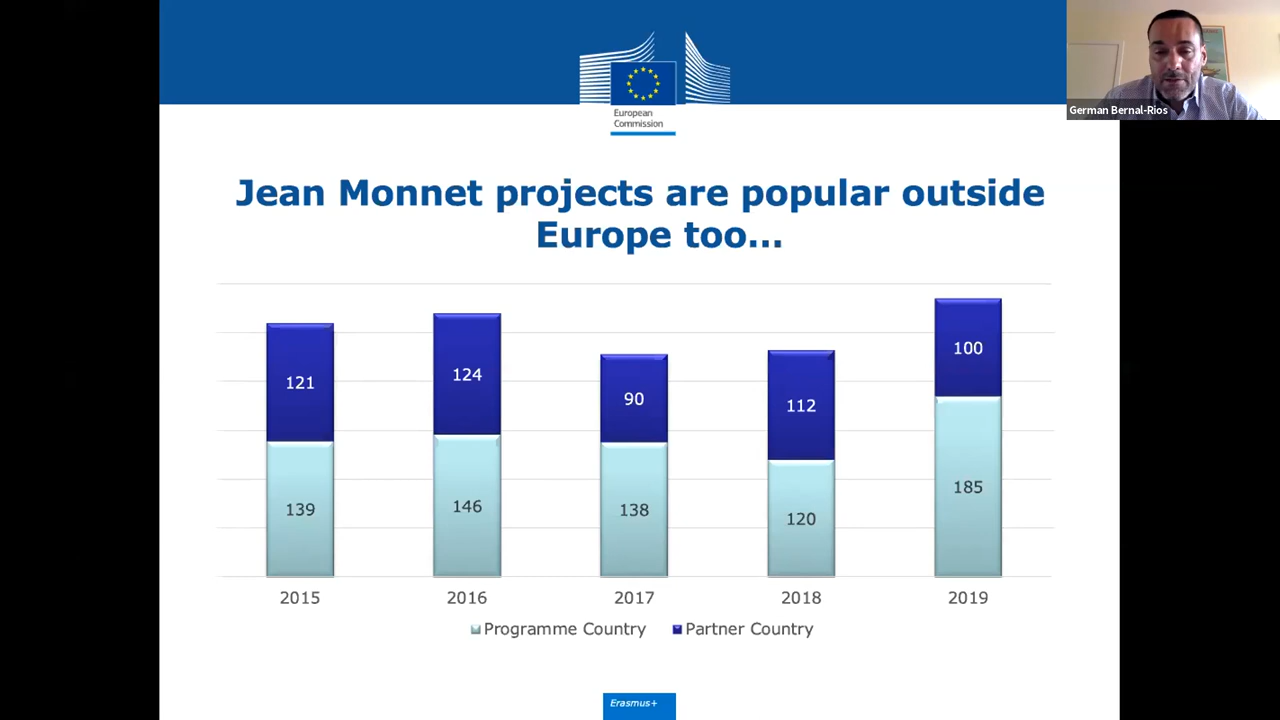 European
Commission
German Bernal-Rios
Jean Monnet projects are popular outside
Europe too...
121
124
90
112
100
139
146
138
120
185
2015
2016
2017
2018
2019
Programme Country
Partner Country
Erasmus+